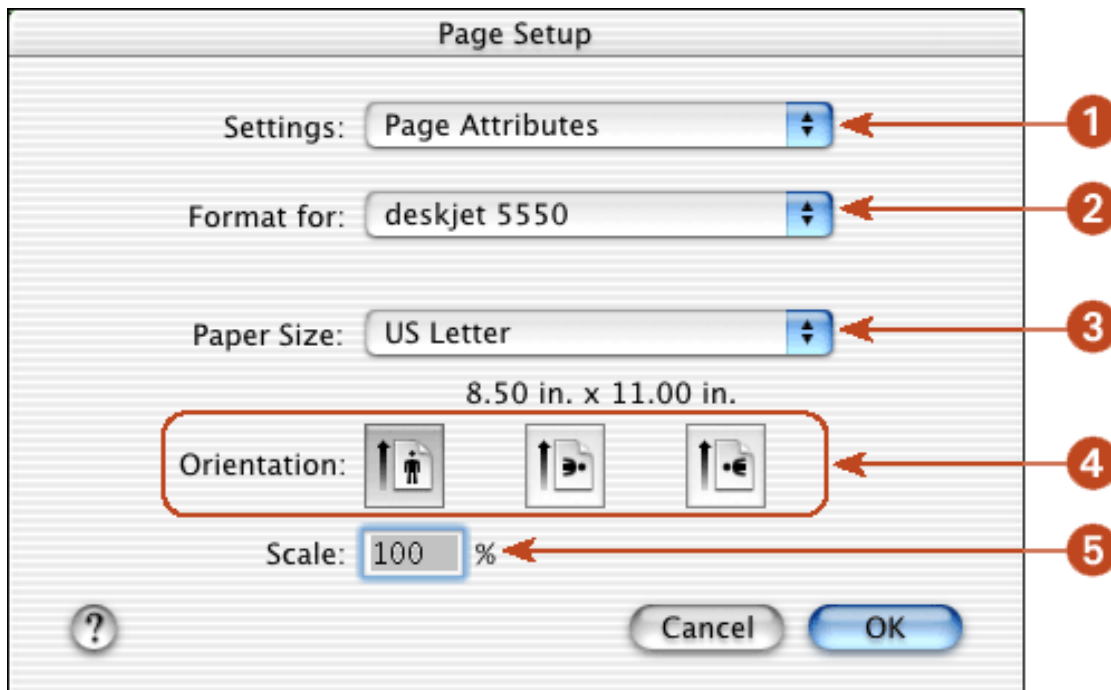 Page Setup
Settings: Page Attributes 1
Format for: deskjet 5550 2
Paper Size: US Letter 3
8.50 in. x 11.00 in.
Orientation: 4
Scale: 100 % 5
? Cancel OK